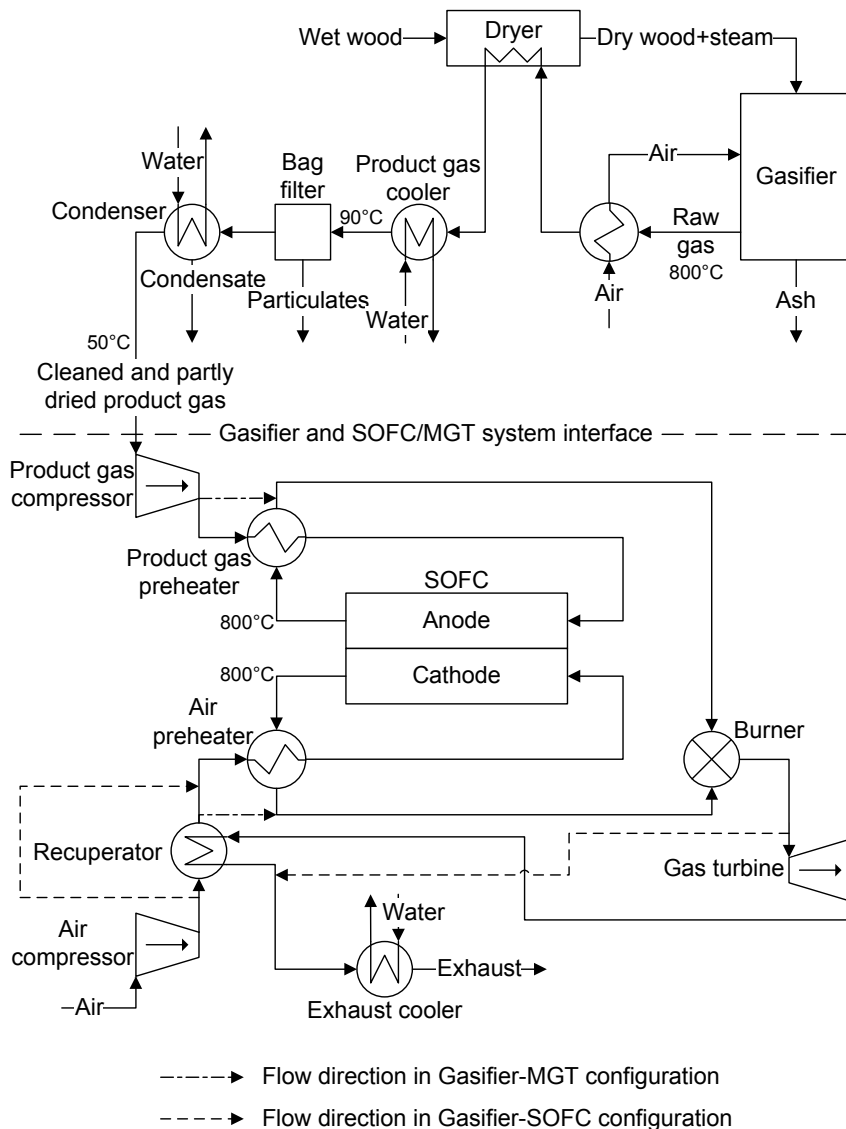 Wet wood
Dryer
Dry wood+steam
Water
Bag
filter
Product gas
cooler
Air
Gasifier
Condenser
90°C
Raw
gas
800°C
Condensate
Particulates
Water
Air
Ash
50°C
Cleaned and partly
dried product gas
Gasifier and SOFC/MGT system interface
Product gas
compressor
Product gas
preheater
SOFC
800°C
Anode
800°C
Cathode
Air
preheater
Burner
Recuperator
Gas turbine
Air
compressor
Water
Exhaust
Air
Exhaust cooler
Flow direction in Gasifier-MGT configuration
Flow direction in Gasifier-SOFC configuration